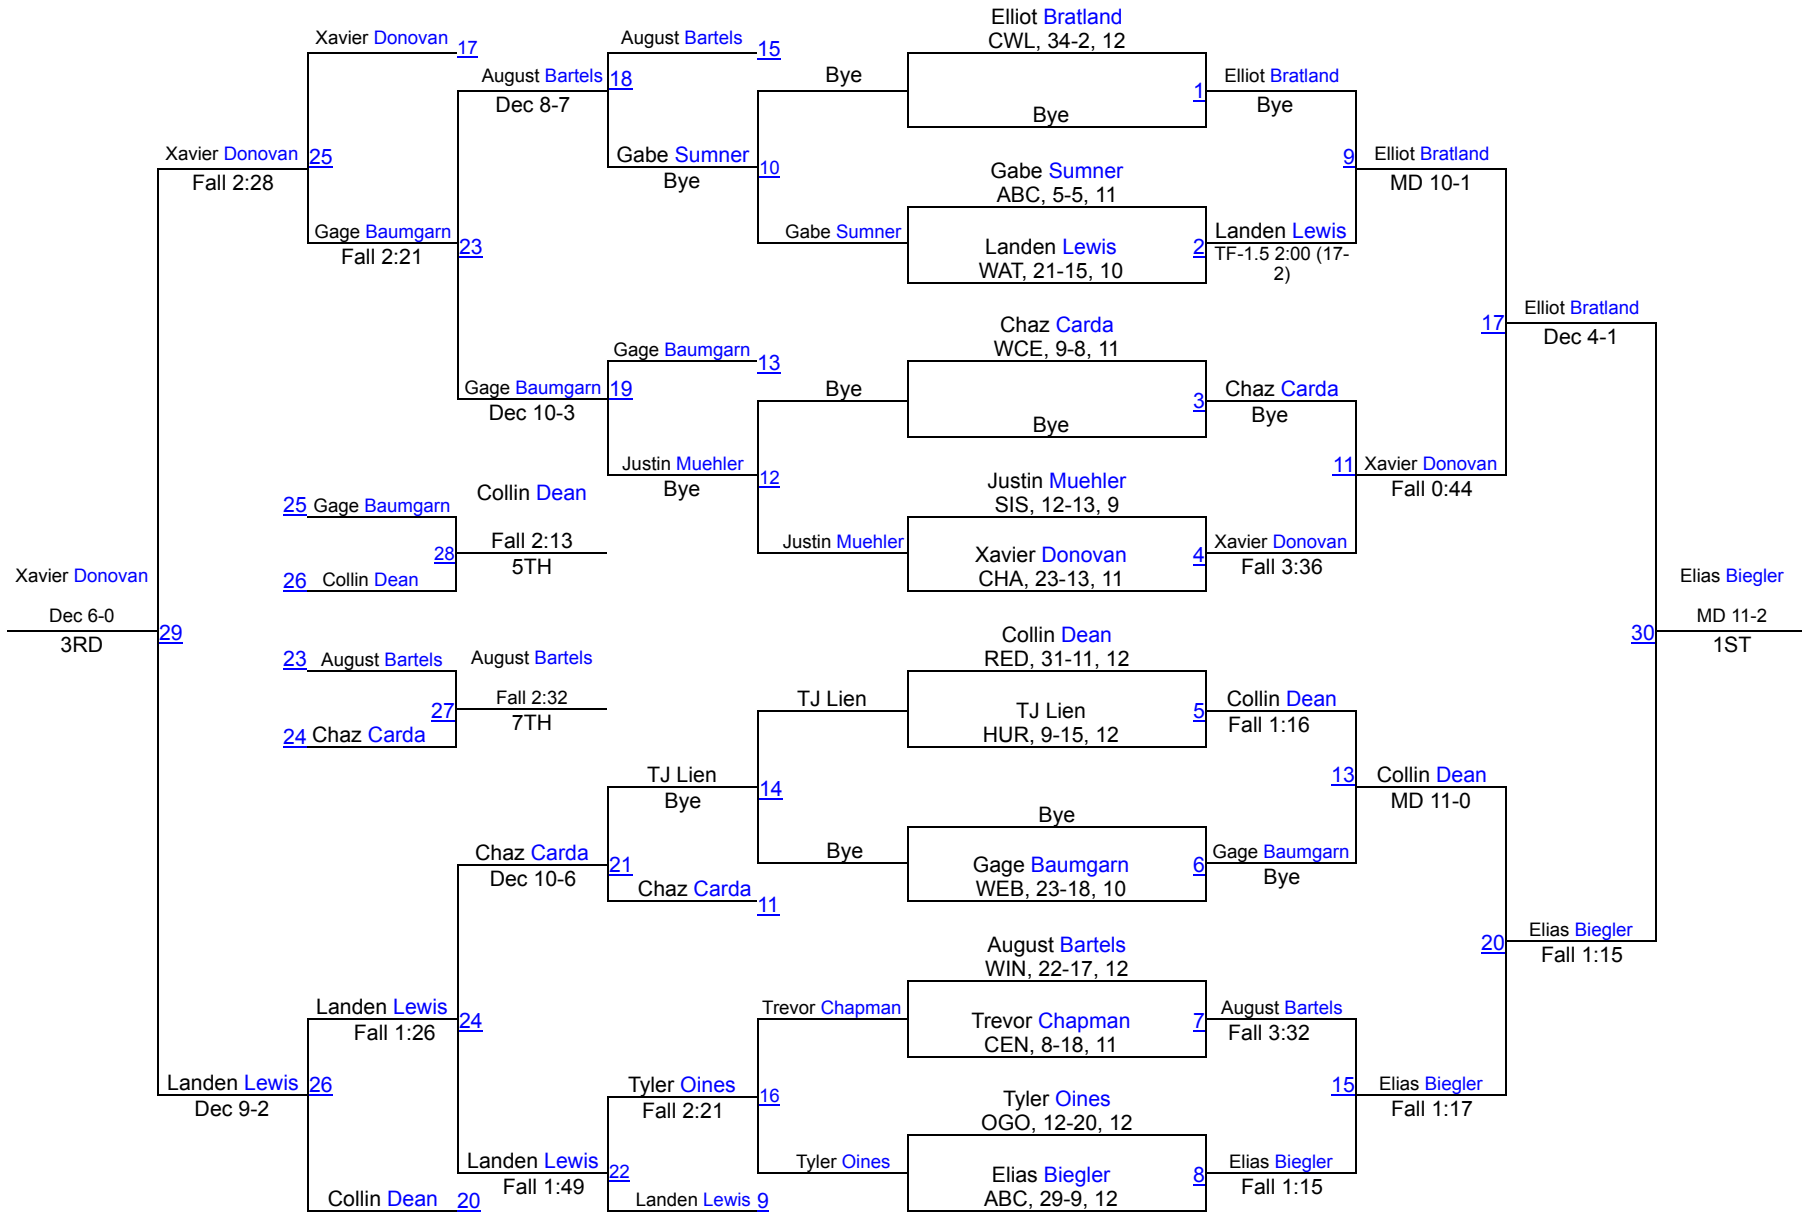 Elliot Bratland
CWL, 34-2, 12
Xavier Donovan 17
August Bartels 15
August Bartels 18
Dec 8-7
Bye
1
Elliot Bratland
Bye
Bye
Xavier Donovan 25
Fall 2:28
Gabe Sumner
Bye
10
Gabe Sumner
ABC, 5-5, 11
9
Elliot Bratland
MD 10-1
Gage Baumgarn 23
Fall 2:21
Gabe Sumner
Landen Lewis
WAT, 21-15, 10
2
Landen Lewis
TF-1.5 2:00 (17-
2)
Chaz Carda
WCE, 9-8, 11
17
Elliot Bratland
Dec 4-1
Gage Baumgarn 13
Gage Baumgarn 19
Dec 10-3
Bye
3
Chaz Carda
Bye
Bye
Justin Muehler
Bye
12
Justin Muehler
SIS, 12-13, 9
11
Xavier Donovan
Fall 0:44
25 Gage Baumgarn
Collin Dean
28
Fall 2:13
5TH
26 Collin Dean
Justin Muehler
Xavier Donovan
CHA, 23-13, 11
4
Xavier Donovan
Fall 3:36
Xavier Donovan
Dec 6-0
3RD
29
Elias Biegler
MD 11-2
1ST
30
23 August Bartels
August Bartels
27
Fall 2:32
7TH
24 Chaz Carda
Collin Dean
RED, 31-11, 12
TJ Lien
TJ Lien
HUR, 9-15, 12
5
Collin Dean
Fall 1:16
TJ Lien
Bye
14
13
Collin Dean
MD 11-0
Bye
Chaz Carda
Dec 10-6
21
Bye
Gage Baumgarn
WEB, 23-18, 10
6
Gage Baumgarn
Bye
Chaz Carda 11
August Bartels
WIN, 22-17, 12
20
Elias Biegler
Fall 1:15
Landen Lewis
Fall 1:26
24
Trevor Chapman
Trevor Chapman
CEN, 8-18, 11
7
August Bartels
Fall 3:32
Landen Lewis 26
Dec 9-2
Tyler Oines
Fall 2:21
16
Tyler Oines
OGO, 12-20, 12
15
Elias Biegler
Fall 1:17
Landen Lewis
Fall 1:49
22
Tyler Oines
Elias Biegler
ABC, 29-9, 12
8
Elias Biegler
Fall 1:15
Collin Dean 20
Landen Lewis 9